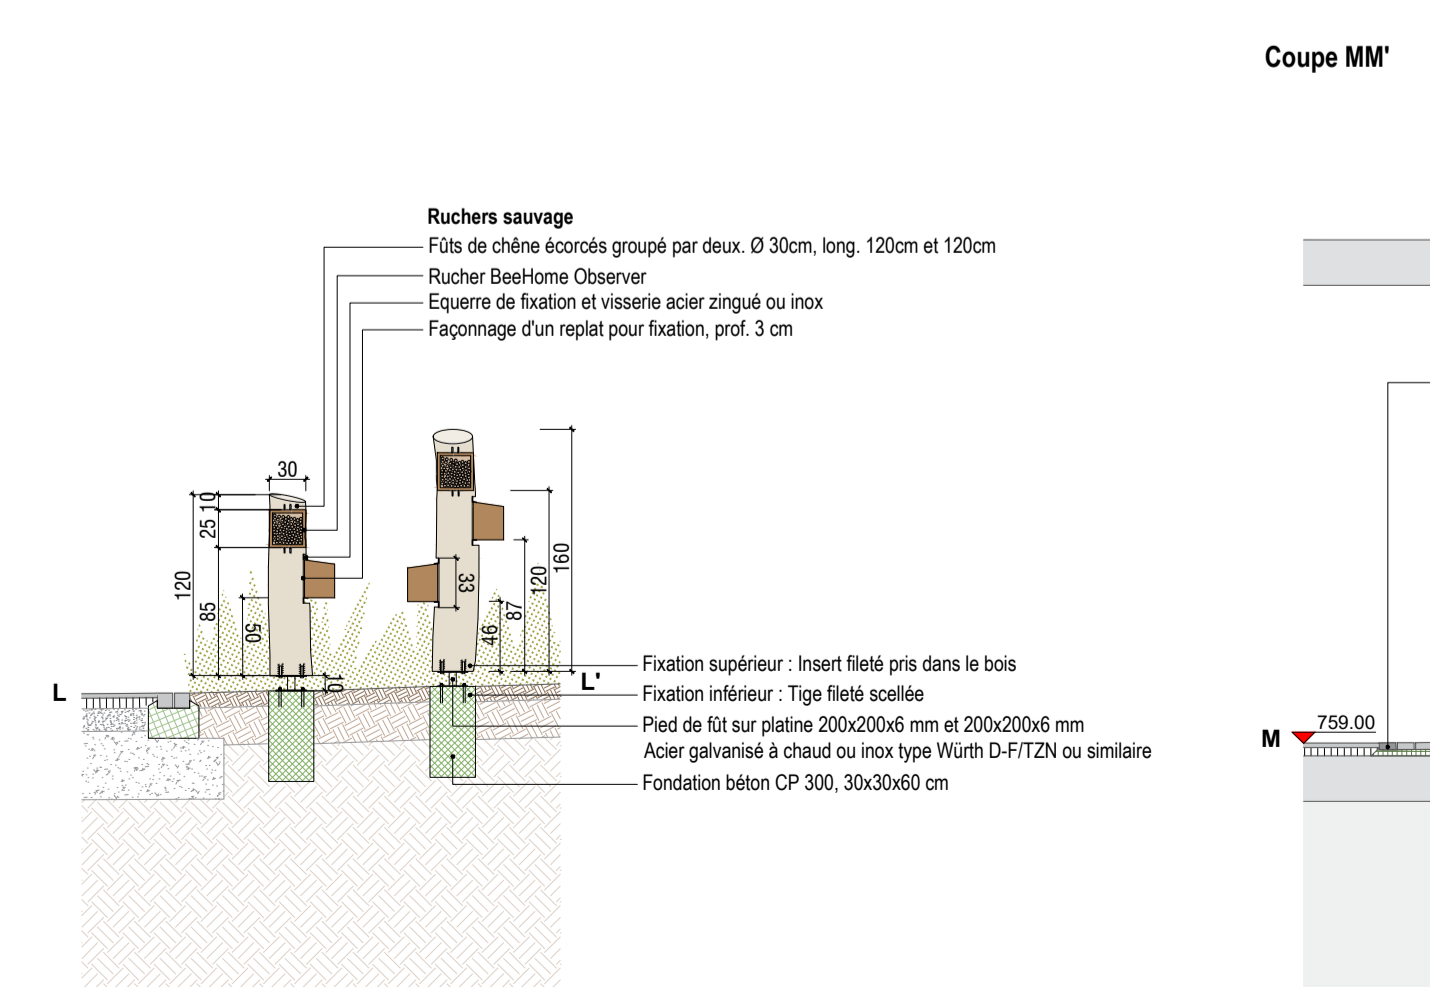 Coupe MM'
Ruchers sauvage
Fûts de chêne écorcés groupé par deux. Ø 30cm, long. 120cm et 120cm
Rucher BeeHome Observer
Equerre de fixation et visserie acier zingué ou inox
Façonnage d'un replat pour fixation, prof. 3 cm
30
10
25
120
85
50
10
33
46
87
120
160
Fixation supérieur : Insert fileté pris dans le bois
L
L'
Fixation inférieur : Tige fileté scellée
Pied de fût sur platine 200x200x6 mm et 200x200x6 mm
Acier galvanisé à chaud ou inox type Würth D-F/TZN ou similaire
Fondation béton CP 300, 30x30x60 cm
759.00
M